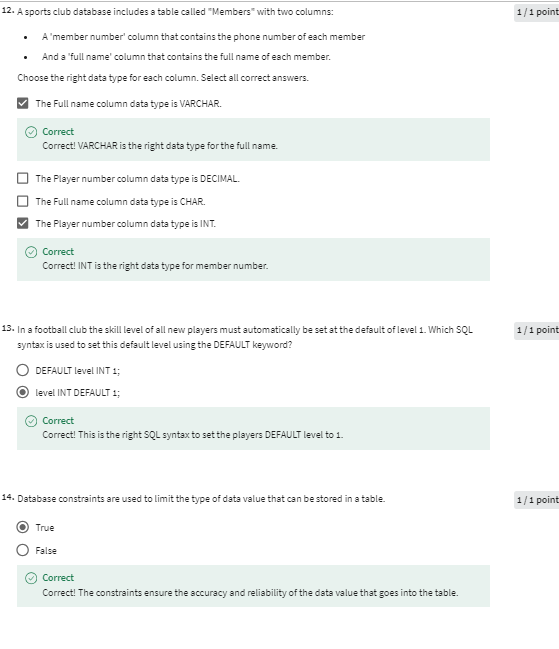 12. A sports club database includes a table called "Members" with two columns:
1 / 1 point
• A 'member number' column that contains the phone number of each member
• And a 'full name' column that contains the full name of each member.
Choose the right data type for each column. Select all correct answers.
The Full name column data type is VARCHAR.
Correct
Correct! VARCHAR is the right data type for the full name.
The Player number column data type is DECIMAL.
The Full name column data type is CHAR.
The Player number column data type is INT.
Correct
Correct! INT is the right data type for member number.
13. In a football club the skill level of all new players must automatically be set at the default of level 1. Which SQL
1 / 1 point
syntax is used to set this default level using the DEFAULT keyword?
DEFAULT level INT 1;
level INT DEFAULT 1;
Correct
Correct! This is the right SQL syntax to set the players DEFAULT level to 1.
14. Database constraints are used to limit the type of data value that can be stored in a table.
1 / 1 point
True
False
Correct
Correct! The constraints ensure the accuracy and reliability of the data value that goes into the table.